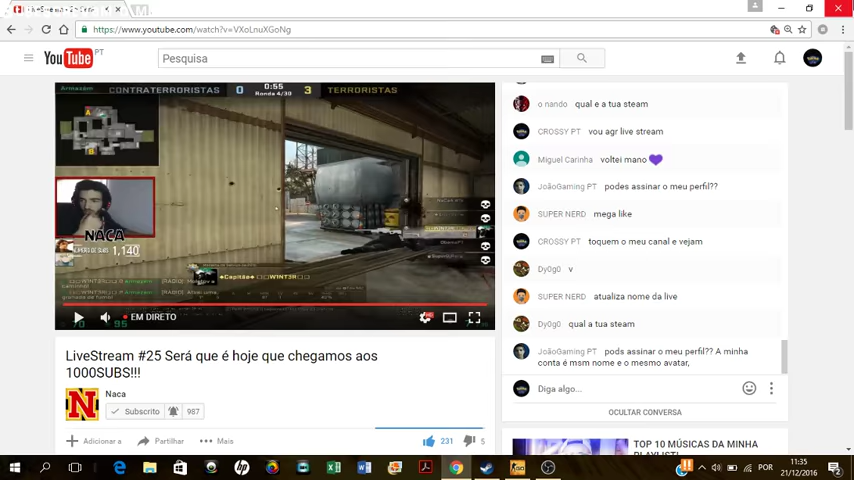 https://www.youtube.com/watch?v=VXoLnuXGoNg
YouTube PT
Pesquisa
Armazém
CONTRATERRORISTAS 0 0:55 3 TERRORISTAS
Ronda 4/30
A
B
NACA
1,140
«Capitão» W1NT3R
EM DIRETO
LiveStream #25 Será que é hoje que chegamos aos
1000SUBS!!!
Naca
Subscrito 987
Adicionar a Partilhar Mais 231 5
o nando qual e a tua steam
CROSSY PT vou agr live stream
Miguel Carinha voltei mano
JoãoGaming PT podes assinar o meu perfil??
SUPER NERD mega like
CROSSY PT toquem o meu canal e vejam
Dy0g0 v
SUPER NERD atualiza nome da live
Dy0g0 qual a tua steam
JoãoGaming PT pods assinar o meu perfil?? A minha
conta é msm nome e o mesmo avatar,
Diga algo...
OCULTAR CONVERSA
TOP 10 MÚSICAS DA MINHA
PLAYLIST!
POR
11:35
21/12/2016
2